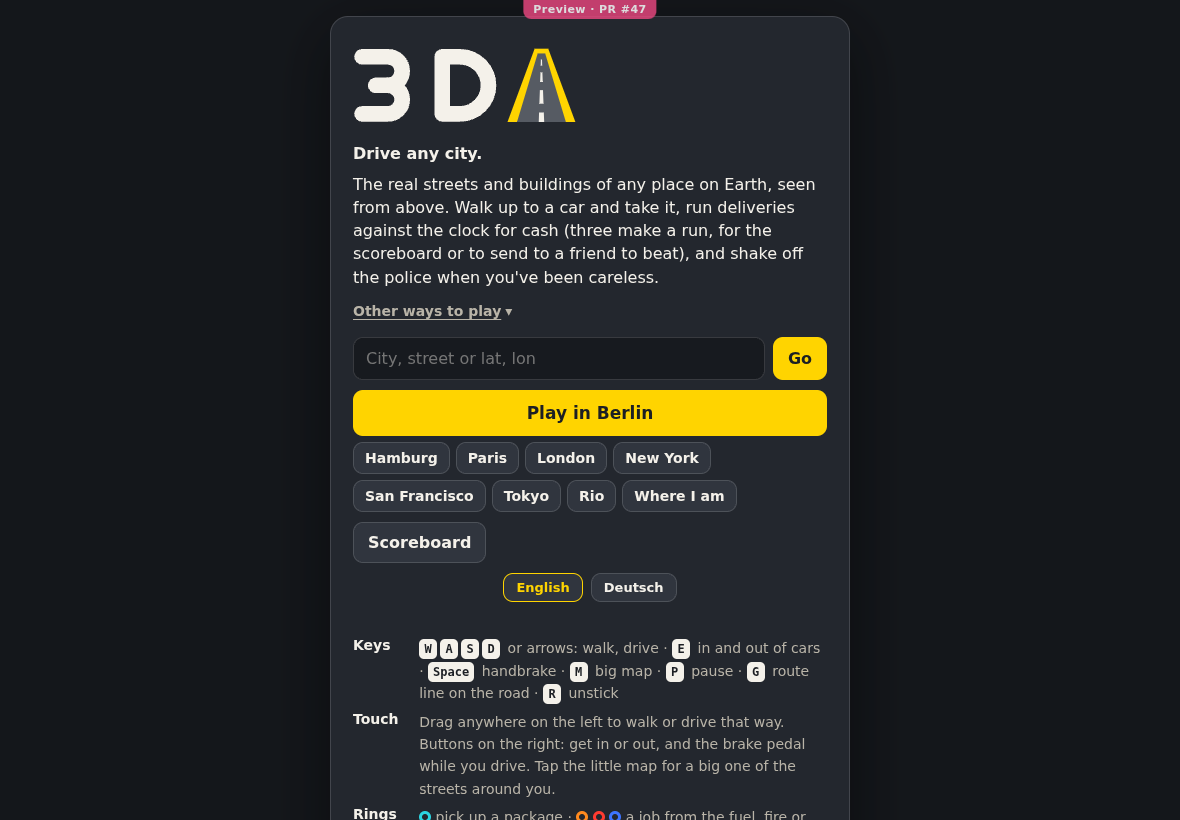 Preview · PR #47
3DA
Drive any city.
The real streets and buildings of any place on Earth, seen
from above. Walk up to a car and take it, run deliveries
against the clock for cash (three make a run, for the
scoreboard or to send to a friend to beat), and shake off
the police when you've been careless.
Other ways to play ▾
City, street or lat, lon
Go
Play in Berlin
Hamburg Paris London New York
San Francisco Tokyo Rio Where I am
Scoreboard
English Deutsch
Keys W A S D or arrows: walk, drive · E in and out of cars
· Space handbrake · M big map · P pause · G route
line on the road · R unstick
Touch Drag anywhere on the left to walk or drive that way.
Buttons on the right: get in or out, and the brake pedal
while you drive. Tap the little map for a big one of the
streets around you.
Rings pick up a package · a job from the fuel, fire or